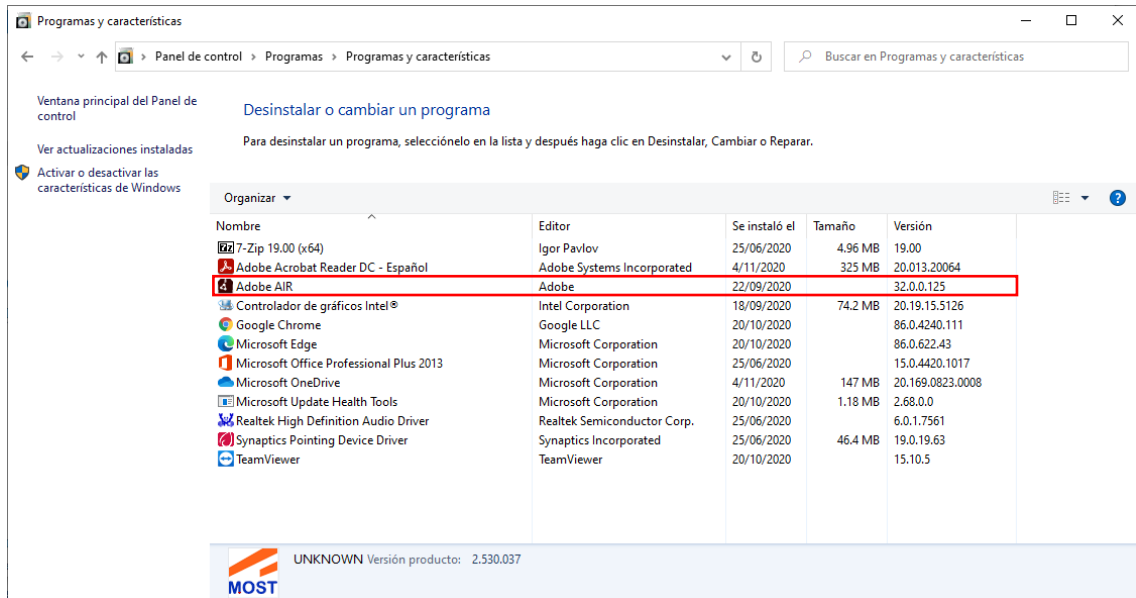 Programas y características
Panel de control > Programas > Programas y características
Buscar en Programas y características
Ventana principal del Panel de
control
Ver actualizaciones instaladas
Activar o desactivar las
características de Windows
Desinstalar o cambiar un programa
Para desinstalar un programa, selecciónelo en la lista y después haga clic en Desinstalar, Cambiar o Reparar.
Organizar
Nombre Editor Se instaló el Tamaño Versión
7-Zip 19.00 (x64) Igor Pavlov 25/06/2020 4.96 MB 19.00
Adobe Acrobat Reader DC - Español Adobe Systems Incorporated 4/11/2020 325 MB 20.013.20064
Adobe AIR Adobe 22/09/2020 32.0.0.125
Controlador de gráficos Intel® Intel Corporation 18/09/2020 74.2 MB 20.19.15.5126
Google Chrome Google LLC 20/10/2020 86.0.4240.111
Microsoft Edge Microsoft Corporation 20/10/2020 86.0.622.43
Microsoft Office Professional Plus 2013 Microsoft Corporation 25/06/2020 15.0.4420.1017
Microsoft OneDrive Microsoft Corporation 4/11/2020 147 MB 20.169.0823.0008
Microsoft Update Health Tools Microsoft Corporation 20/10/2020 1.18 MB 2.68.0.0
Realtek High Definition Audio Driver Realtek Semiconductor Corp. 25/06/2020 6.0.1.7561
Synaptics Pointing Device Driver Synaptics Incorporated 25/06/2020 46.4 MB 19.0.19.63
TeamViewer TeamViewer 20/10/2020 15.10.5
UNKNOWN Versión producto: 2.530.037
MOST